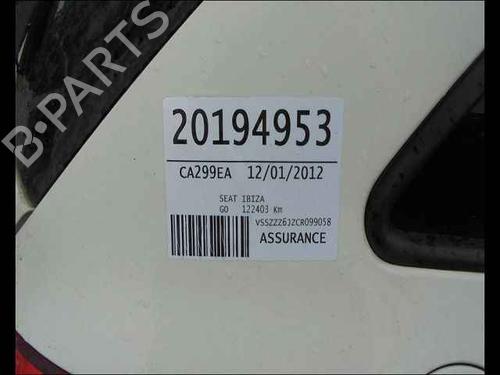 B-PARTS
20194953
CA299EA 12/01/2012
SEAT IBIZA
GO 122403 Km
VSSZZZ6JZCR099058
ASSURANCE